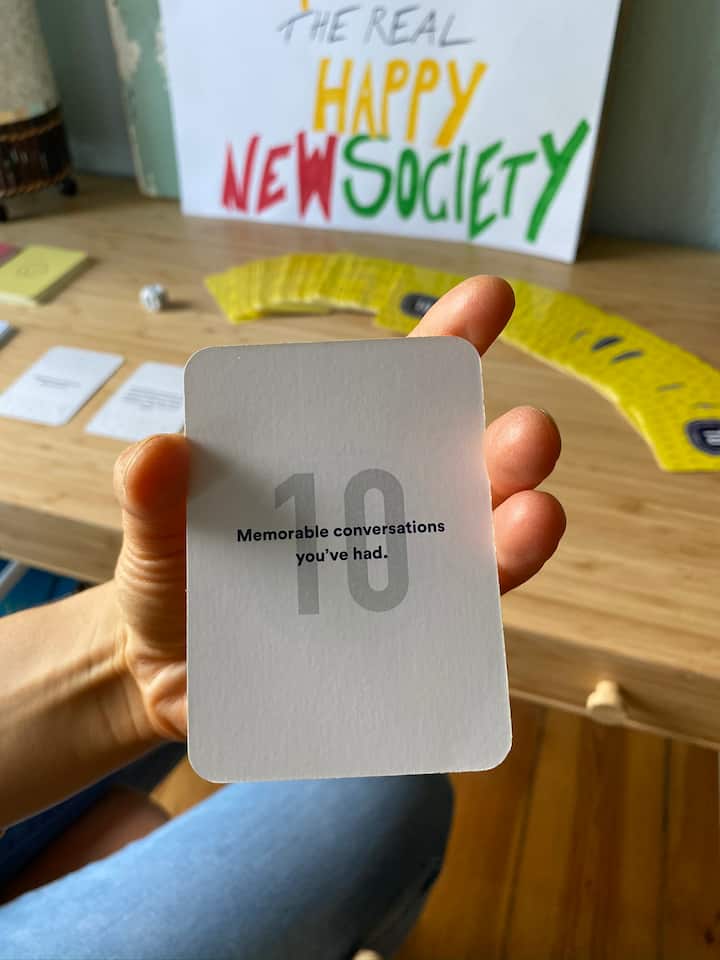 THE REAL
HAPPY
NEW SOCIETY
10
Memorable conversations
you've had.